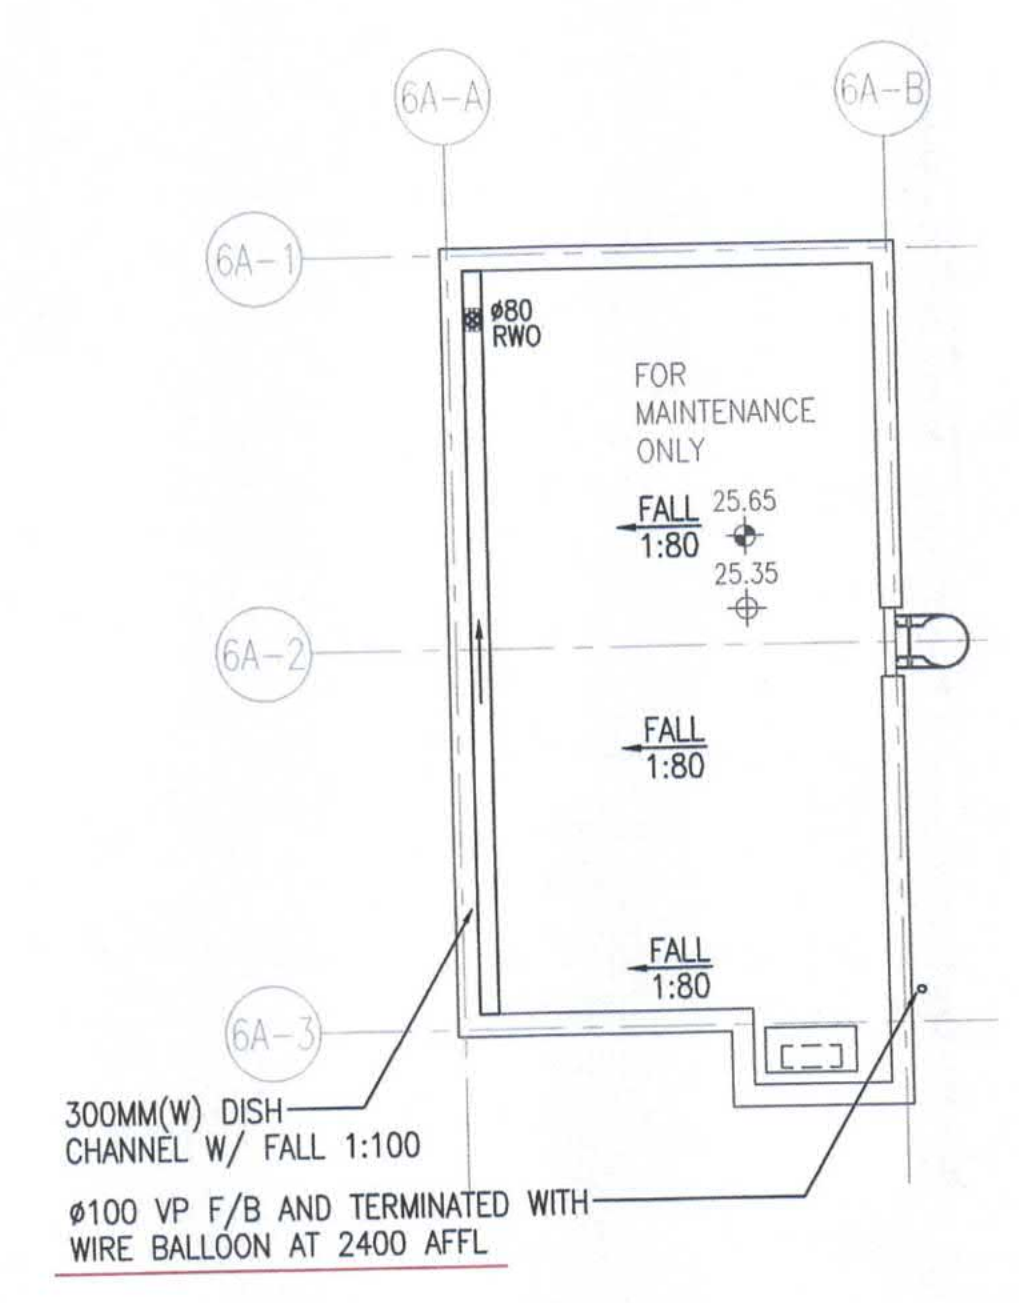 6A-A
6A-B
6A-1
ø80
RWO
FOR
MAINTENANCE
ONLY
FALL
1:80
25.65
25.35
6A-2
FALL
1:80
FALL
1:80
6A-3
300MM(W) DISH
CHANNEL W/ FALL 1:100
ø100 VP F/B AND TERMINATED WITH
WIRE BALLOON AT 2400 AFFL